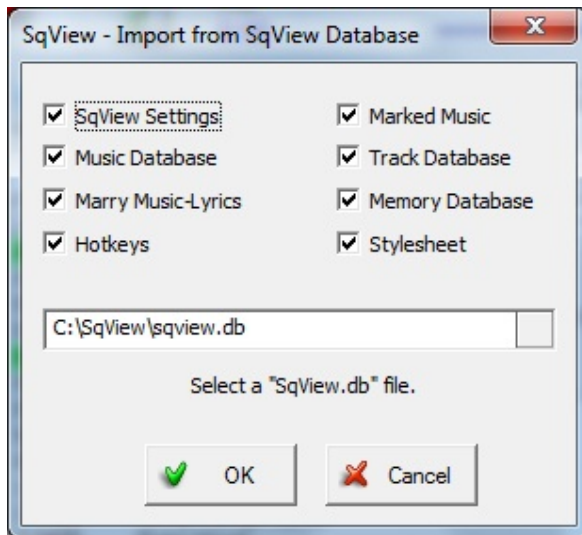 SqView - Import from SqView Database
SqView Settings
Marked Music
Music Database
Track Database
Marry Music-Lyrics
Memory Database
Hotkeys
Stylesheet
C:\SqView\sqview.db
Select a "SqView.db" file.
OK
Cancel